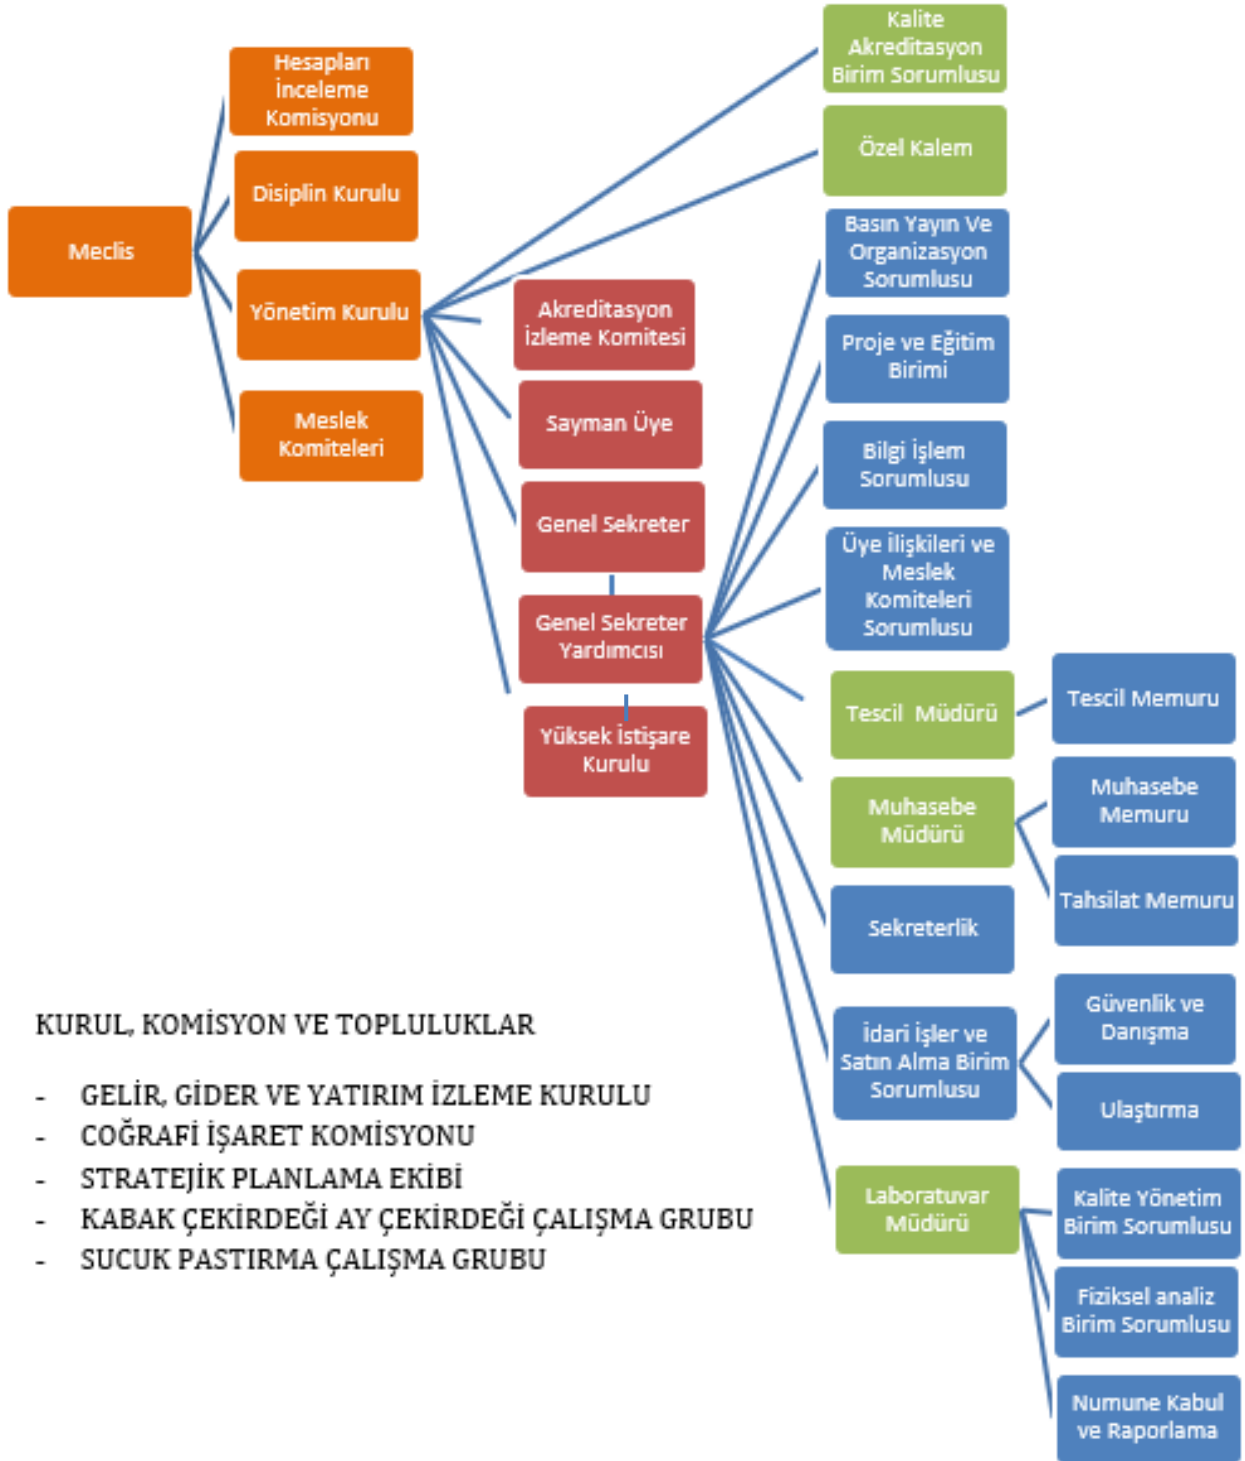 Meclis
Hesapları
İnceleme
Komisyonu
Disiplin Kurulu
Yönetim Kurulu
Meslek
Komiteleri
Akreditasyon
İzleme Komitesi
Sayman Üye
Genel Sekreter
Genel Sekreter
Yardımcısı
Yüksek İstişare
Kurulu
Kalite
Akreditasyon
Birim Sorumlusu
Özel Kalem
Basın Yayın Ve
Organizasyon
Sorumlusu
Proje ve Eğitim
Birimi
Bilgi İşlem
Sorumlusu
Üye İlişkileri ve
Meslek
Komiteleri
Sorumlusu
Tescil Müdürü
Tescil Memuru
Muhasebe
Müdürü
Muhasebe
Memuru
Tahsilat Memuru
Sekreterlik
İdari İşler ve
Satın Alma Birim
Sorumlusu
Güvenlik ve
Danışma
Ulaştırma
Laboratuvar
Müdürü
Kalite Yönetim
Birim Sorumlusu
Fiziksel analiz
Birim Sorumlusu
Numune Kabul
ve Raporlama
KURUL, KOMİSYON VE TOPLULUKLAR
- GELİR, GİDER VE YATIRIM İZLEME KURULU
- COĞRAFİ İŞARET KOMİSYONU
- STRATEJİK PLANLAMA EKİBİ
- KABAK ÇEKİRDEĞİ AY ÇEKİRDEĞİ ÇALIŞMA GRUBU
- SUCUK PASTIRMA ÇALIŞMA GRUBU